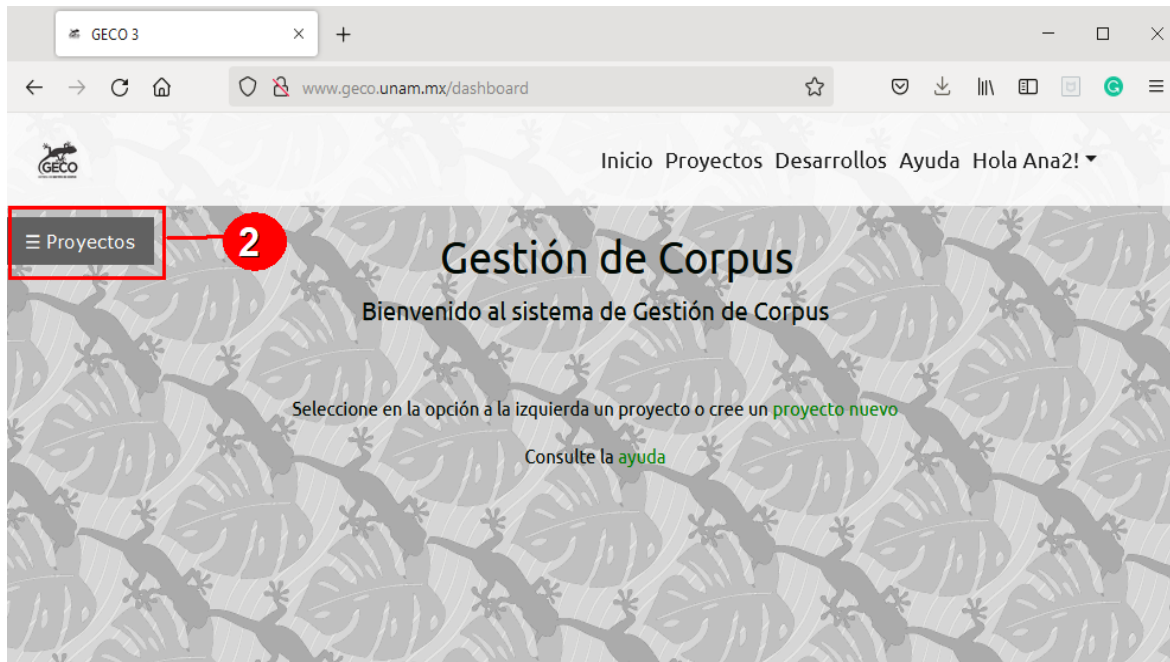 GECO 3
www.geco.unam.mx/dashboard
GECO
Inicio Proyectos Desarrollos Ayuda Hola Ana2!
☰ Proyectos
2
Gestión de Corpus
Bienvenido al sistema de Gestión de Corpus
Seleccione en la opción a la izquierda un proyecto o cree un proyecto nuevo
Consulte la ayuda